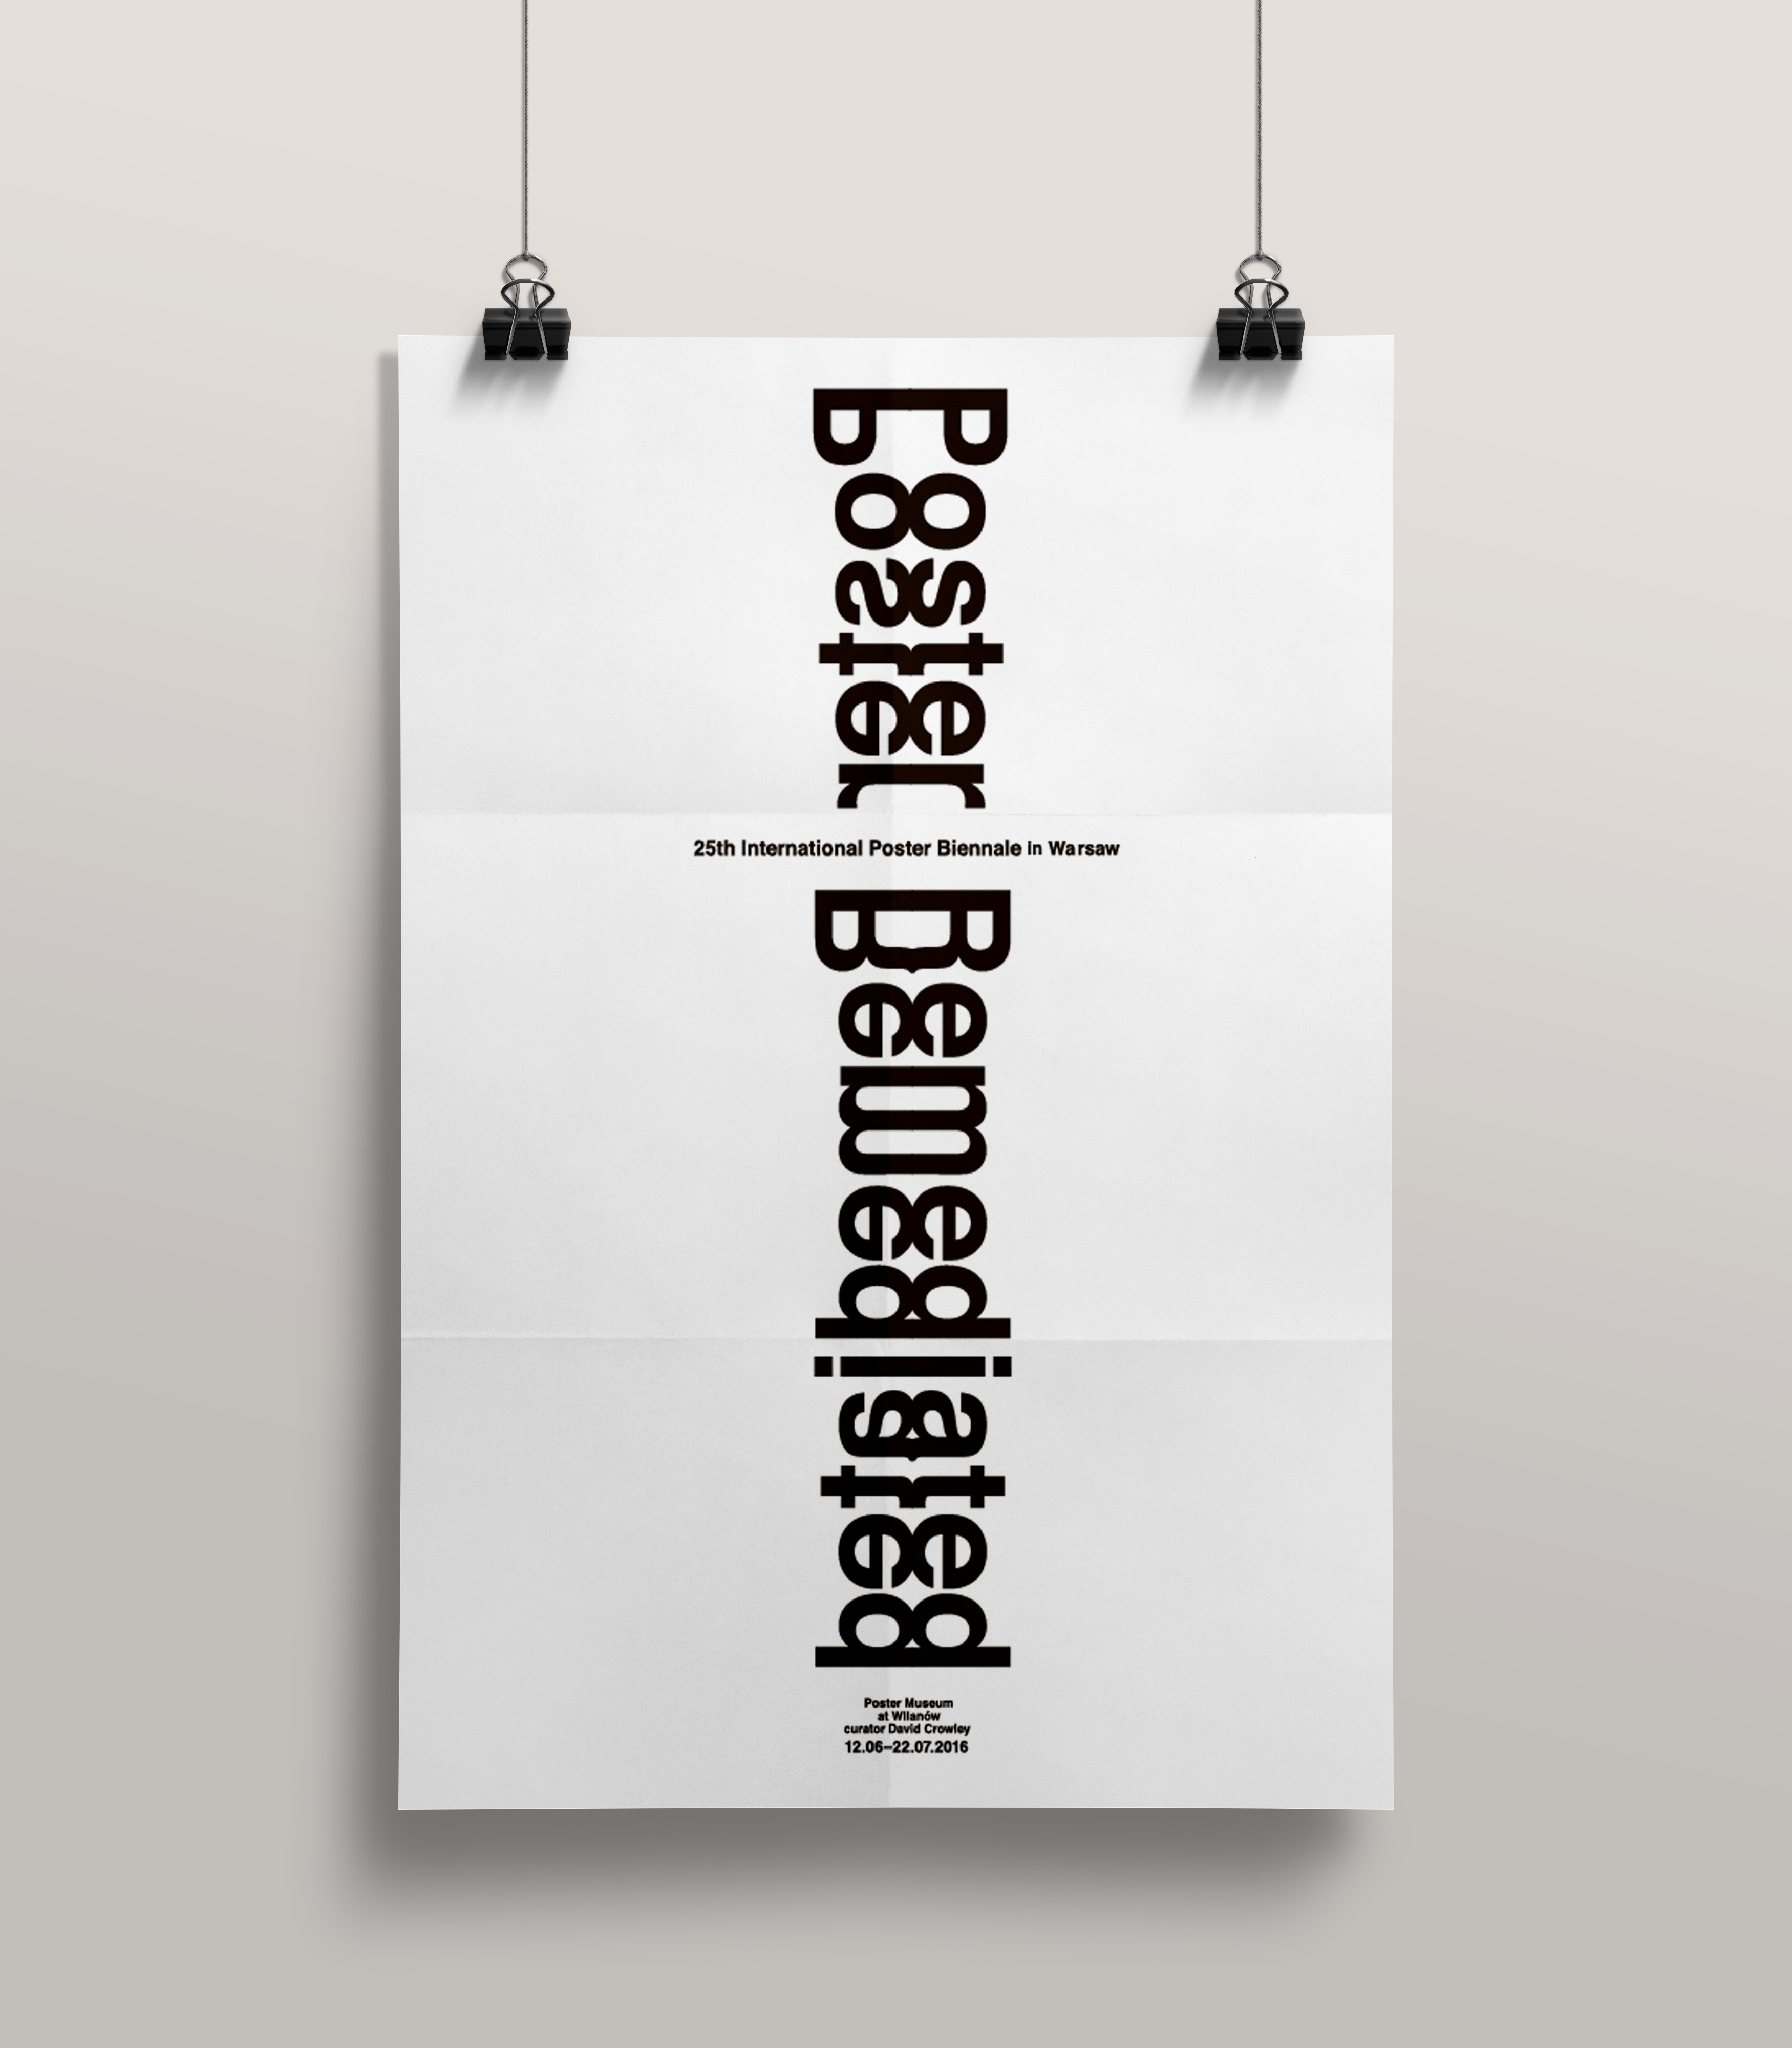 Poster
25th International Poster Biennale in Warsaw
Remediated
Poster Museum
at Wilanów
curator David Crowley
12.06–22.07.2016